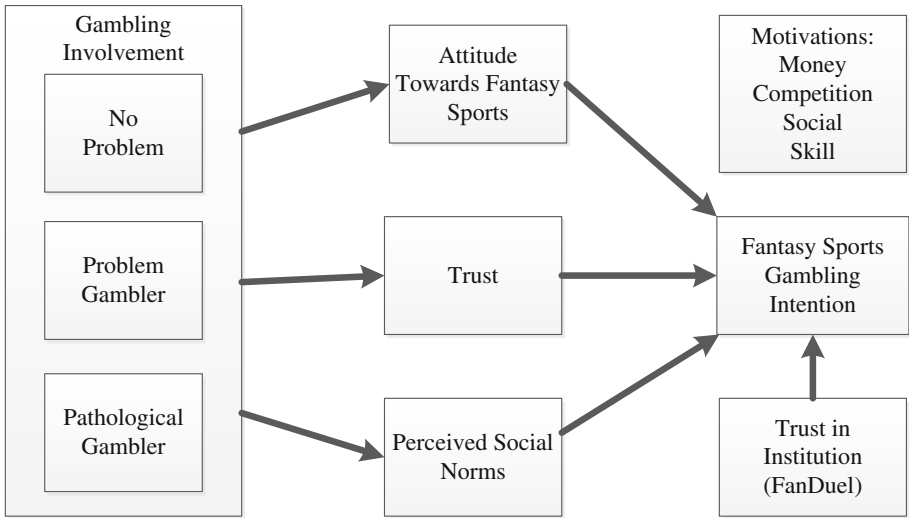 Gambling
Involvement
No
Problem
Problem
Gambler
Pathological
Gambler
Attitude
Towards Fantasy
Sports
Trust
Perceived Social
Norms
Motivations:
Money
Competition
Social
Skill
Fantasy Sports
Gambling
Intention
Trust in
Institution
(FanDuel)